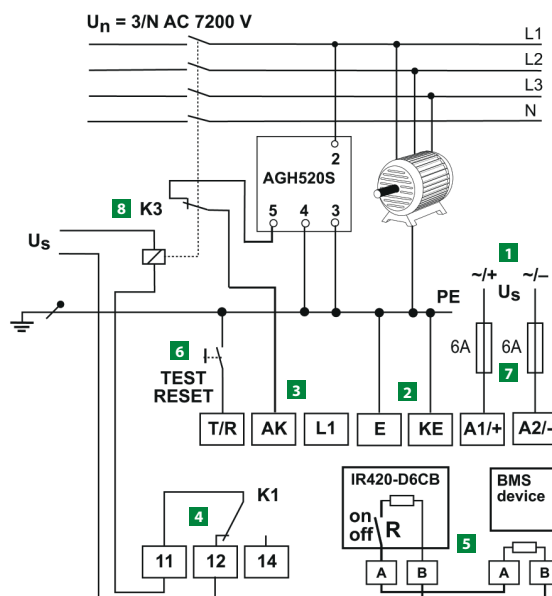 Un = 3/N AC 7200 V
L1
L2
L3
N
2
AGH520S
5 4 3
8 K3
Us
1
~/+ ~/–
Us
PE
6A 6A
7
6
TEST
RESET
3
2
T/R AK L1 E KE A1/+ A2/-
IR420-D6CB
BMS
device
K1
4
on
off R
5
11 12 14
A B A B